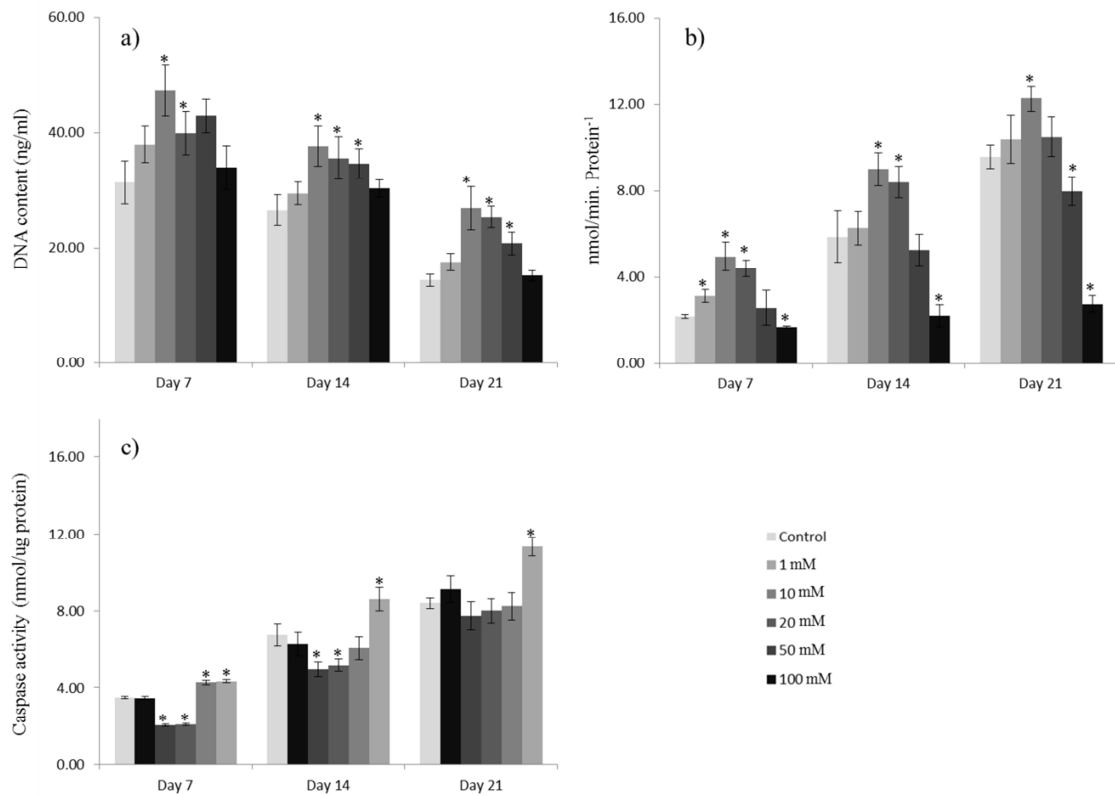 a)
DNA content (ng/ml)
60.00
40.00
20.00
0.00
* * * * * * * *
Day 7 Day 14 Day 21
b)
nmol/min. Protein⁻¹
16.00
12.00
8.00
4.00
0.00
* * * * * * * * * *
Day 7 Day 14 Day 21
c)
Caspase activity (nmol/ug protein)
16.00
12.00
8.00
4.00
0.00
* * * * * * * *
Day 7 Day 14 Day 21
Control
1 mM
10 mM
20 mM
50 mM
100 mM